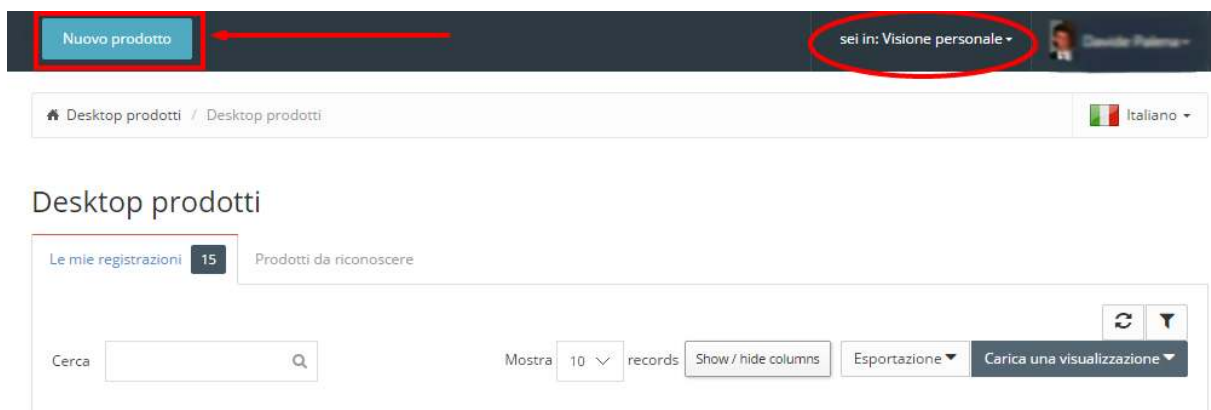 Nuovo prodotto
sei in: Visione personale
Desktop prodotti / Desktop prodotti
Italiano
Desktop prodotti
Le mie registrazioni 15
Prodotti da riconoscere
Cerca
Mostra 10 records
Show / hide columns
Esportazione
Carica una visualizzazione